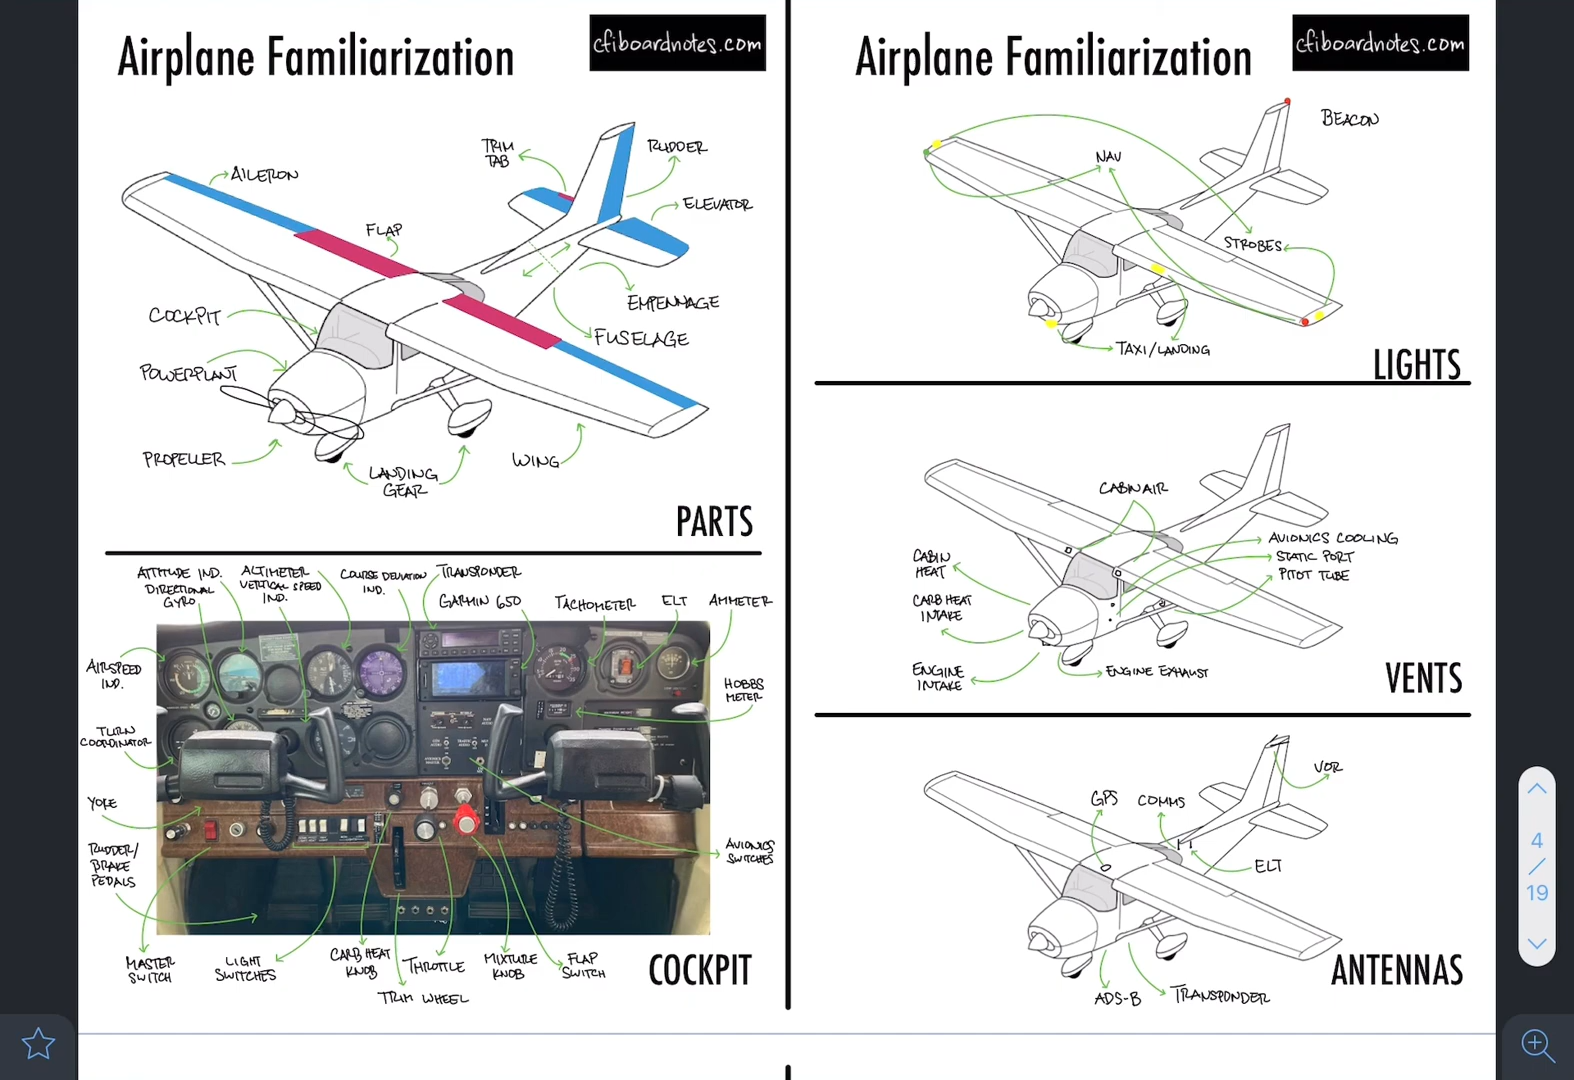 Airplane Familiarization
cfiboardnotes.com
AILERON
TRIM
TAB
RUDDER
ELEVATOR
FLAP
COCKPIT
POWERPLANT
PROPELLER
LANDING
GEAR
WING
EMPENNAGE
FUSELAGE
PARTS
ATTITUDE IND.
DIRECTIONAL
GYRO
ALTIMETER
VERTICAL SPEED
IND.
COURSE DEVIATION
IND.
TRANSPONDER
GARMIN 650
TACHOMETER
ELT
AMMETER
AIRSPEED
IND.
HOBBS
METER
TURN
COORDINATOR
YOKE
RUDDER/
BRAKE
PEDALS
AVIONICS
SWITCHES
MASTER
SWITCH
LIGHT
SWITCHES
CARB HEAT
KNOB
TRIM WHEEL
THROTTLE
MIXTURE
KNOB
FLAP
SWITCH
COCKPIT
Airplane Familiarization
cfiboardnotes.com
BEACON
NAV
STROBES
TAXI/LANDING
LIGHTS
CABIN AIR
CABIN
HEAT
CARB HEAT
INTAKE
ENGINE
INTAKE
ENGINE EXHAUST
AVIONICS COOLING
STATIC PORT
PITOT TUBE
VENTS
GPS
COMMS
VOR
ELT
ADS-B
TRANSPONDER
ANTENNAS
4
/
19